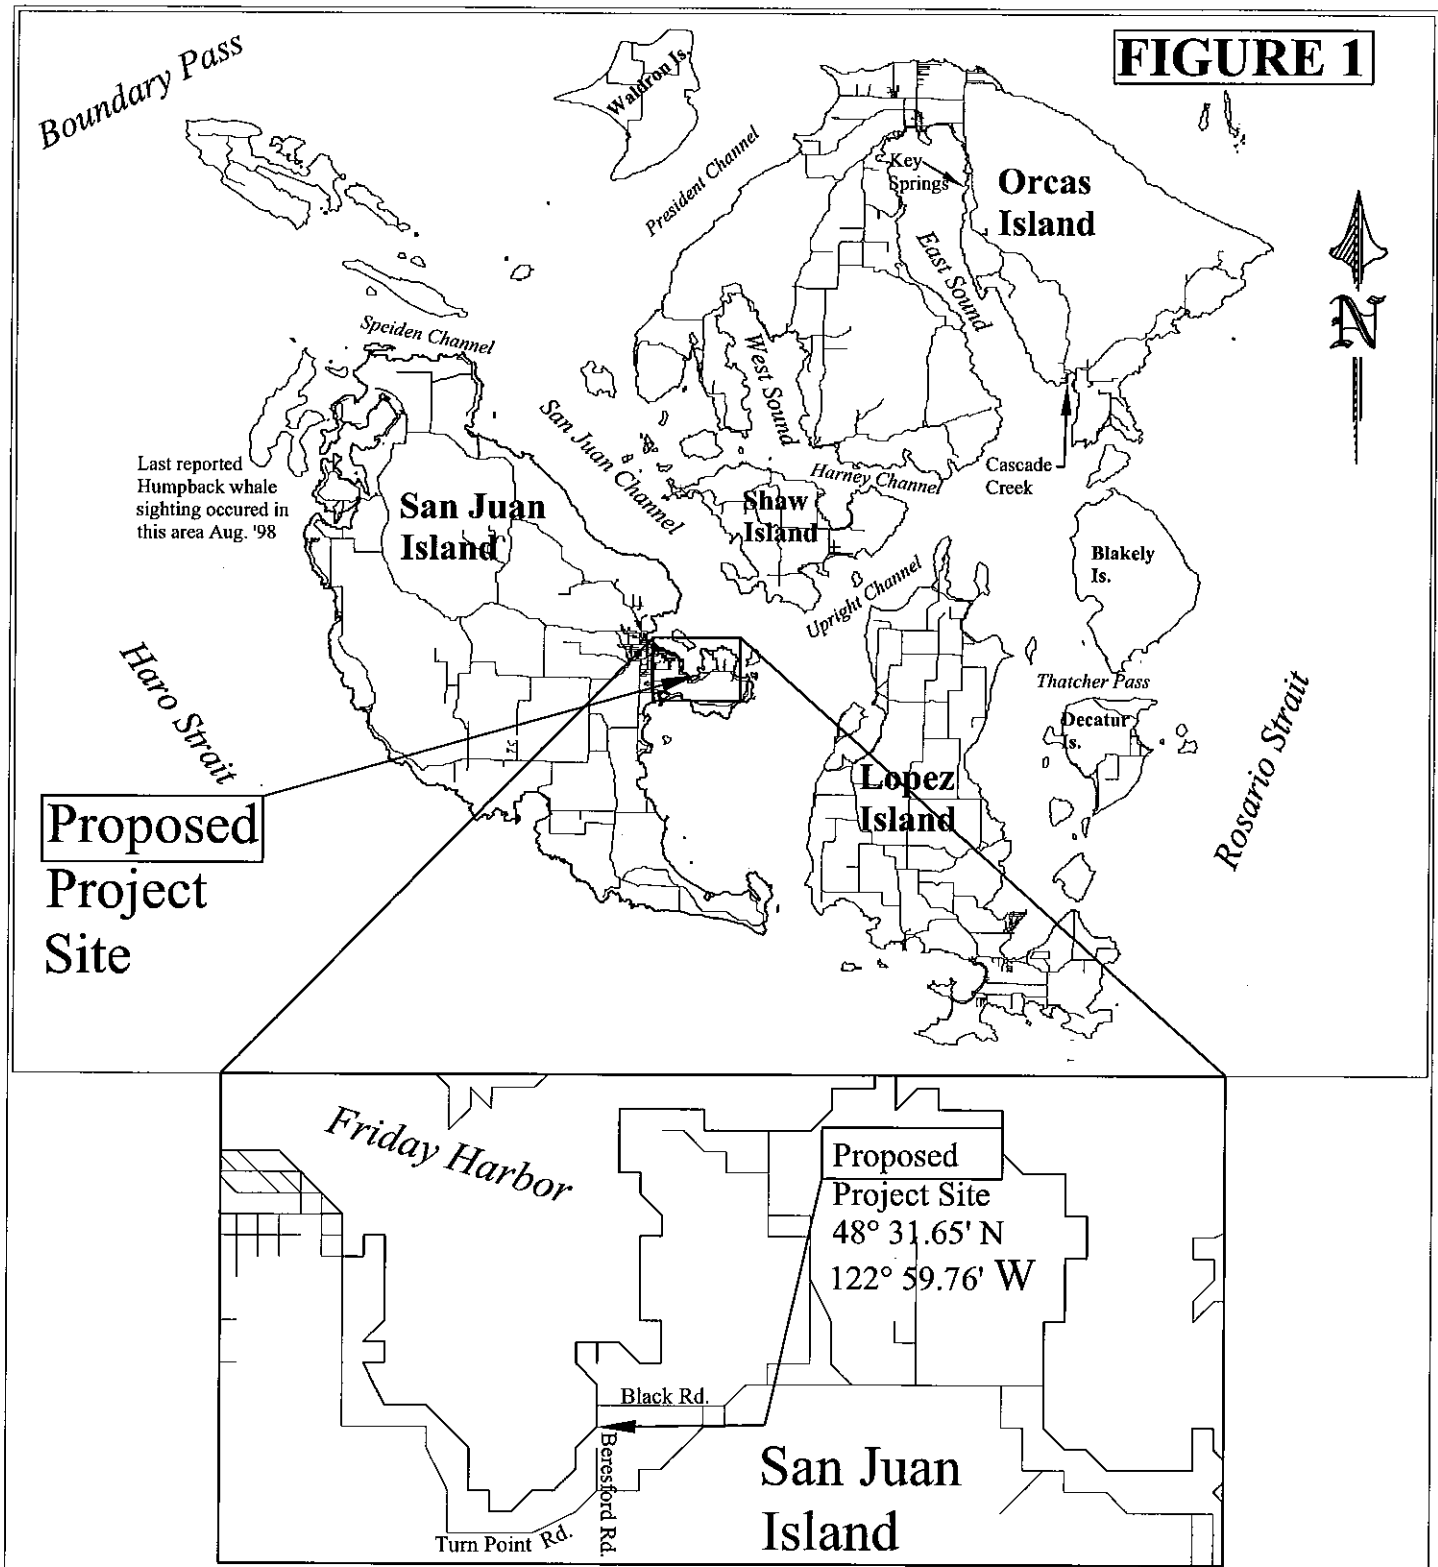 FIGURE 1
Boundary Pass
Waldron Is.
President Channel
Key
Springs
Orcas
Island
East Sound
N
Speiden Channel
West Sound
San Juan Channel
Last reported
Humpback whale
sighting occured in
this area Aug. '98
San Juan
Island
Harney Channel
Cascade
Creek
Shaw
Island
Blakely
Is.
Upright Channel
Haro Strait
Thatcher Pass
Decatur
Is.
Rosario Strait
Lopez
Island
Proposed
Project
Site
Friday Harbor
Proposed
Project Site
48° 31.65' N
122° 59.76' W
Black Rd.
Beresford Rd.
Turn Point Rd.
San Juan
Island